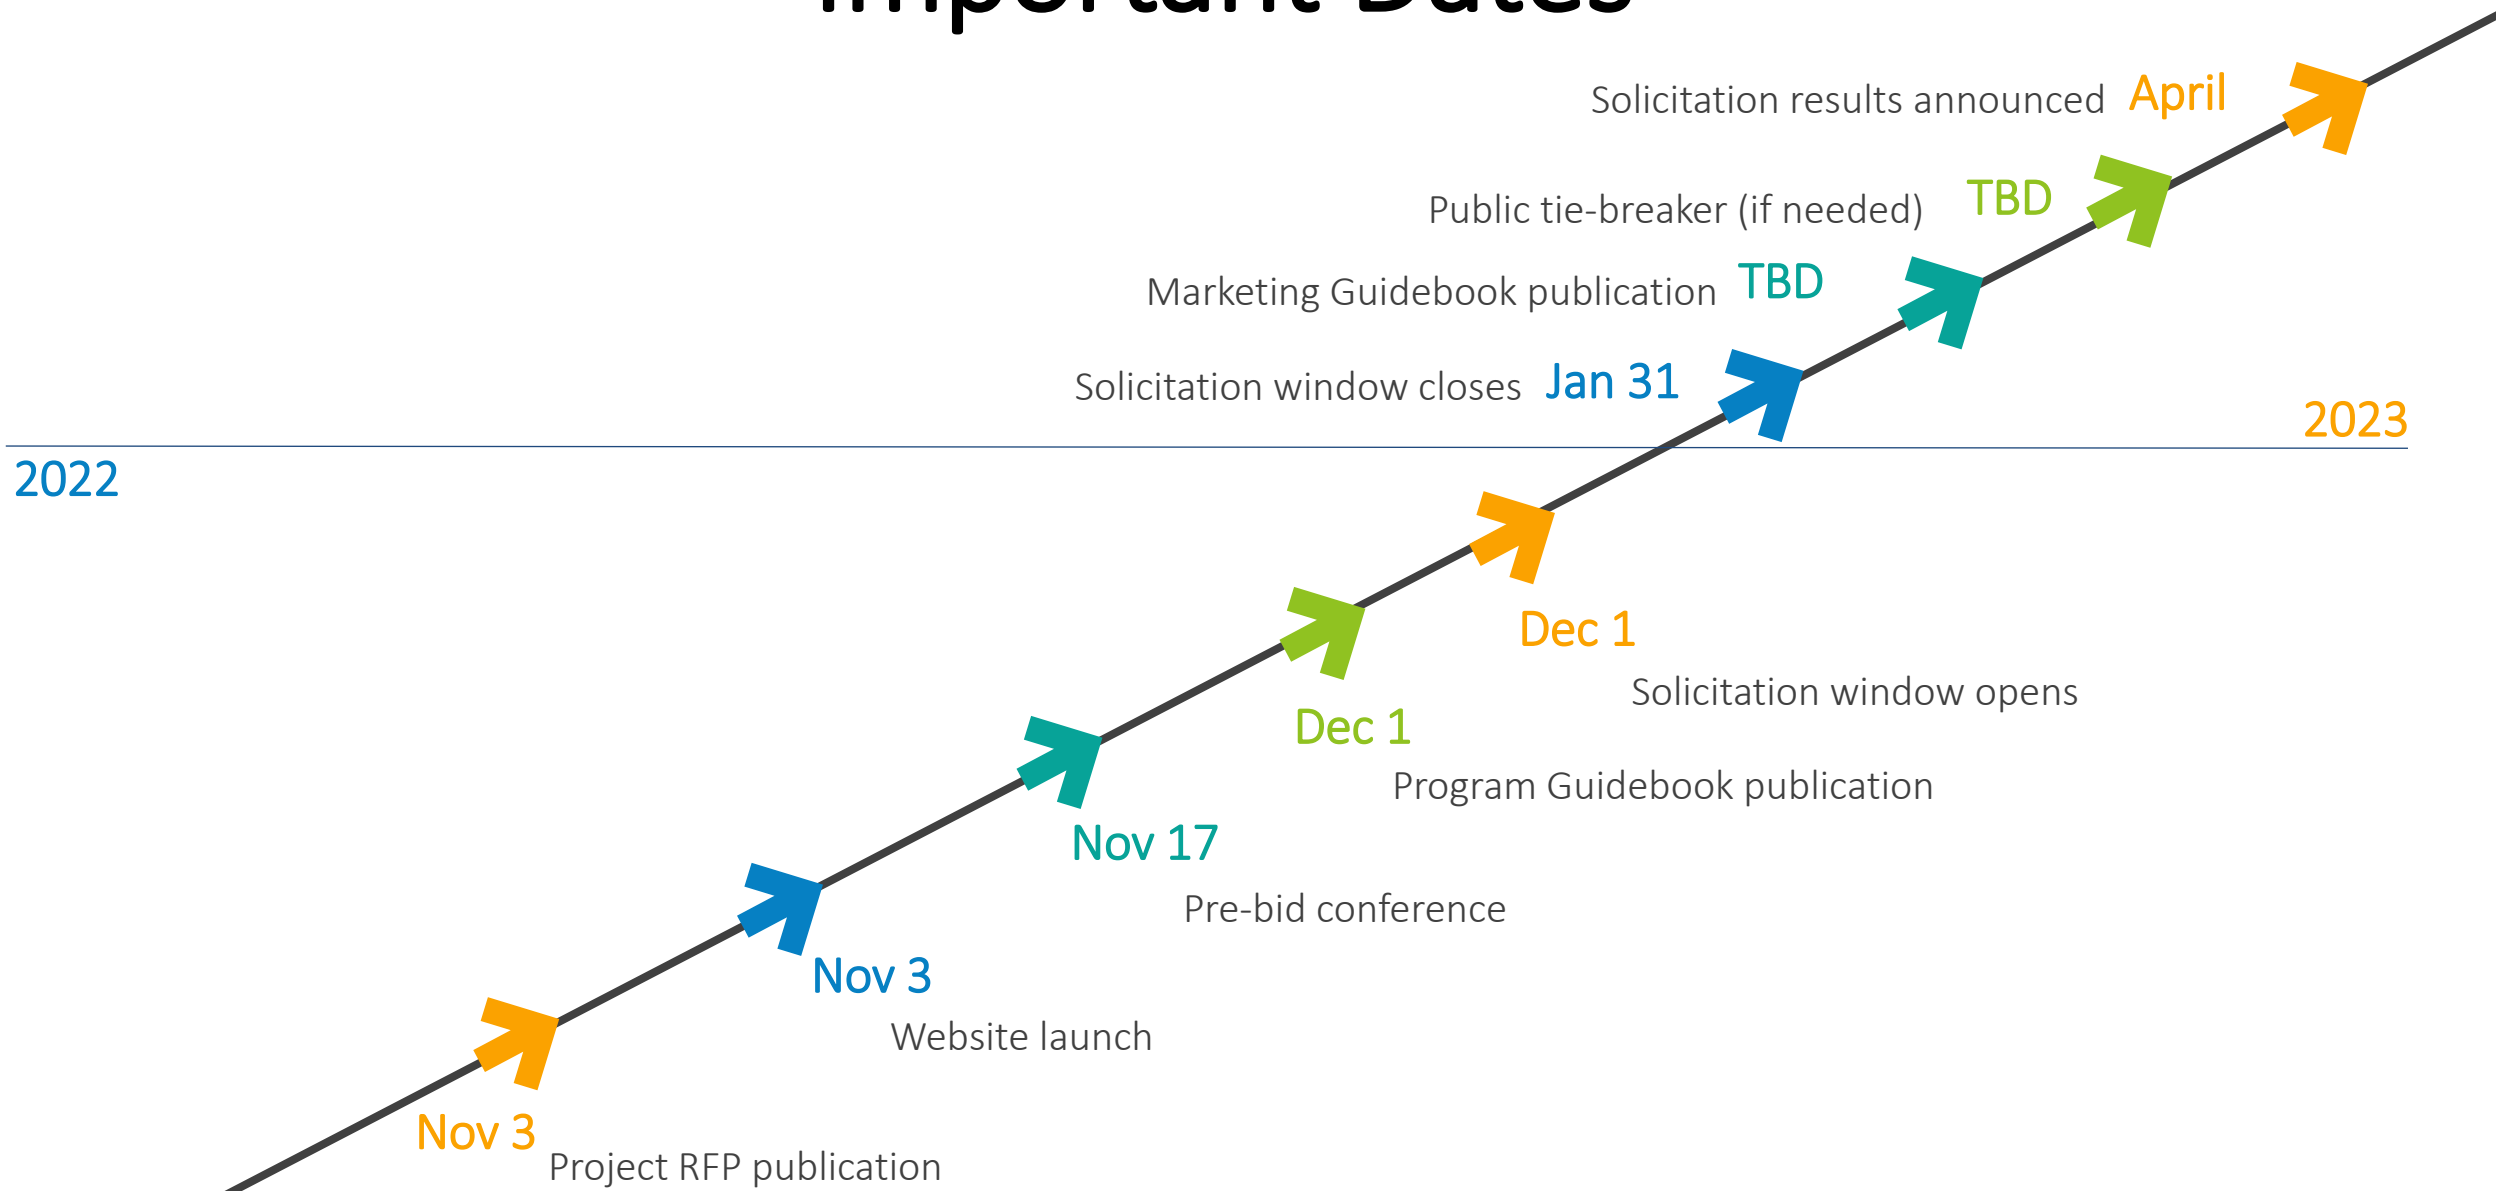 Important Dates
Solicitation results announced April
Public tie-breaker (if needed) TBD
Marketing Guidebook publication TBD
Solicitation window closes Jan 31
2023
2022
Dec 1
Solicitation window opens
Dec 1
Program Guidebook publication
Nov 17
Pre-bid conference
Nov 3
Website launch
Nov 3
Project RFP publication